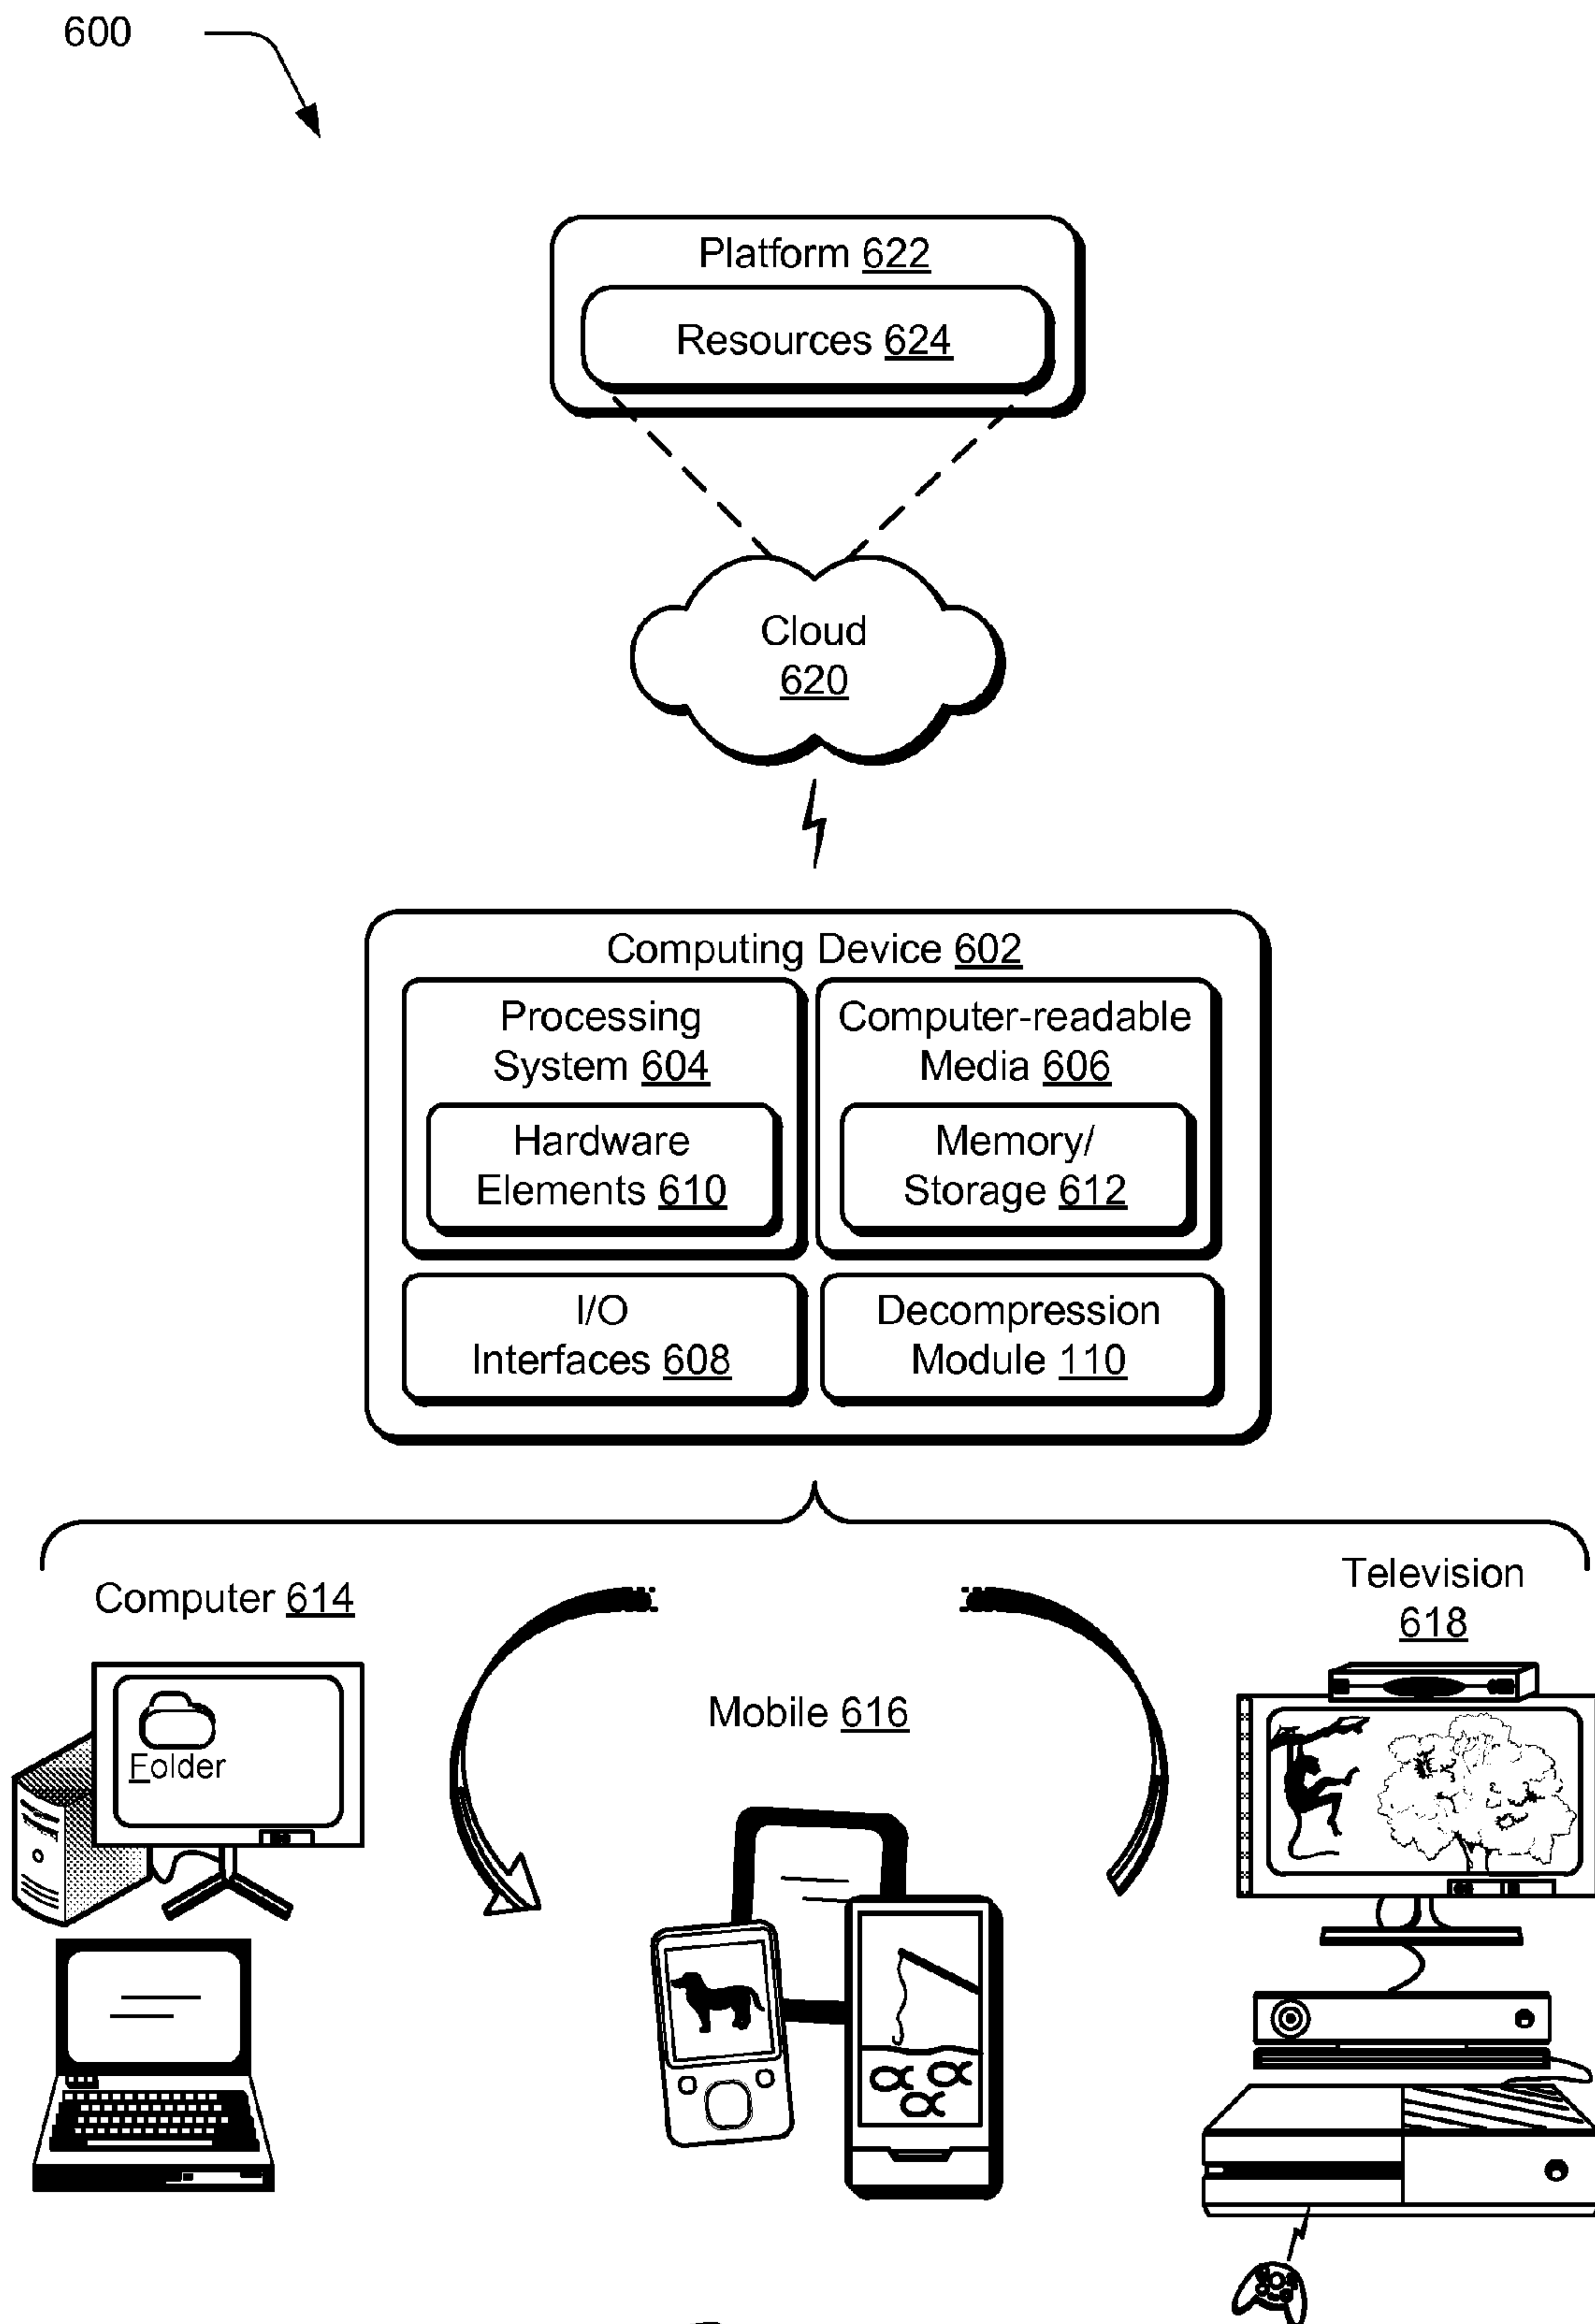 600
Platform 622
Resources 624
Cloud
620
Computing Device 602
Processing
System 604
Hardware
Elements 610
Computer-readable
Media 606
Memory/
Storage 612
I/O
Interfaces 608
Decompression
Module 110
Computer 614
Folder
Mobile 616
Television
618